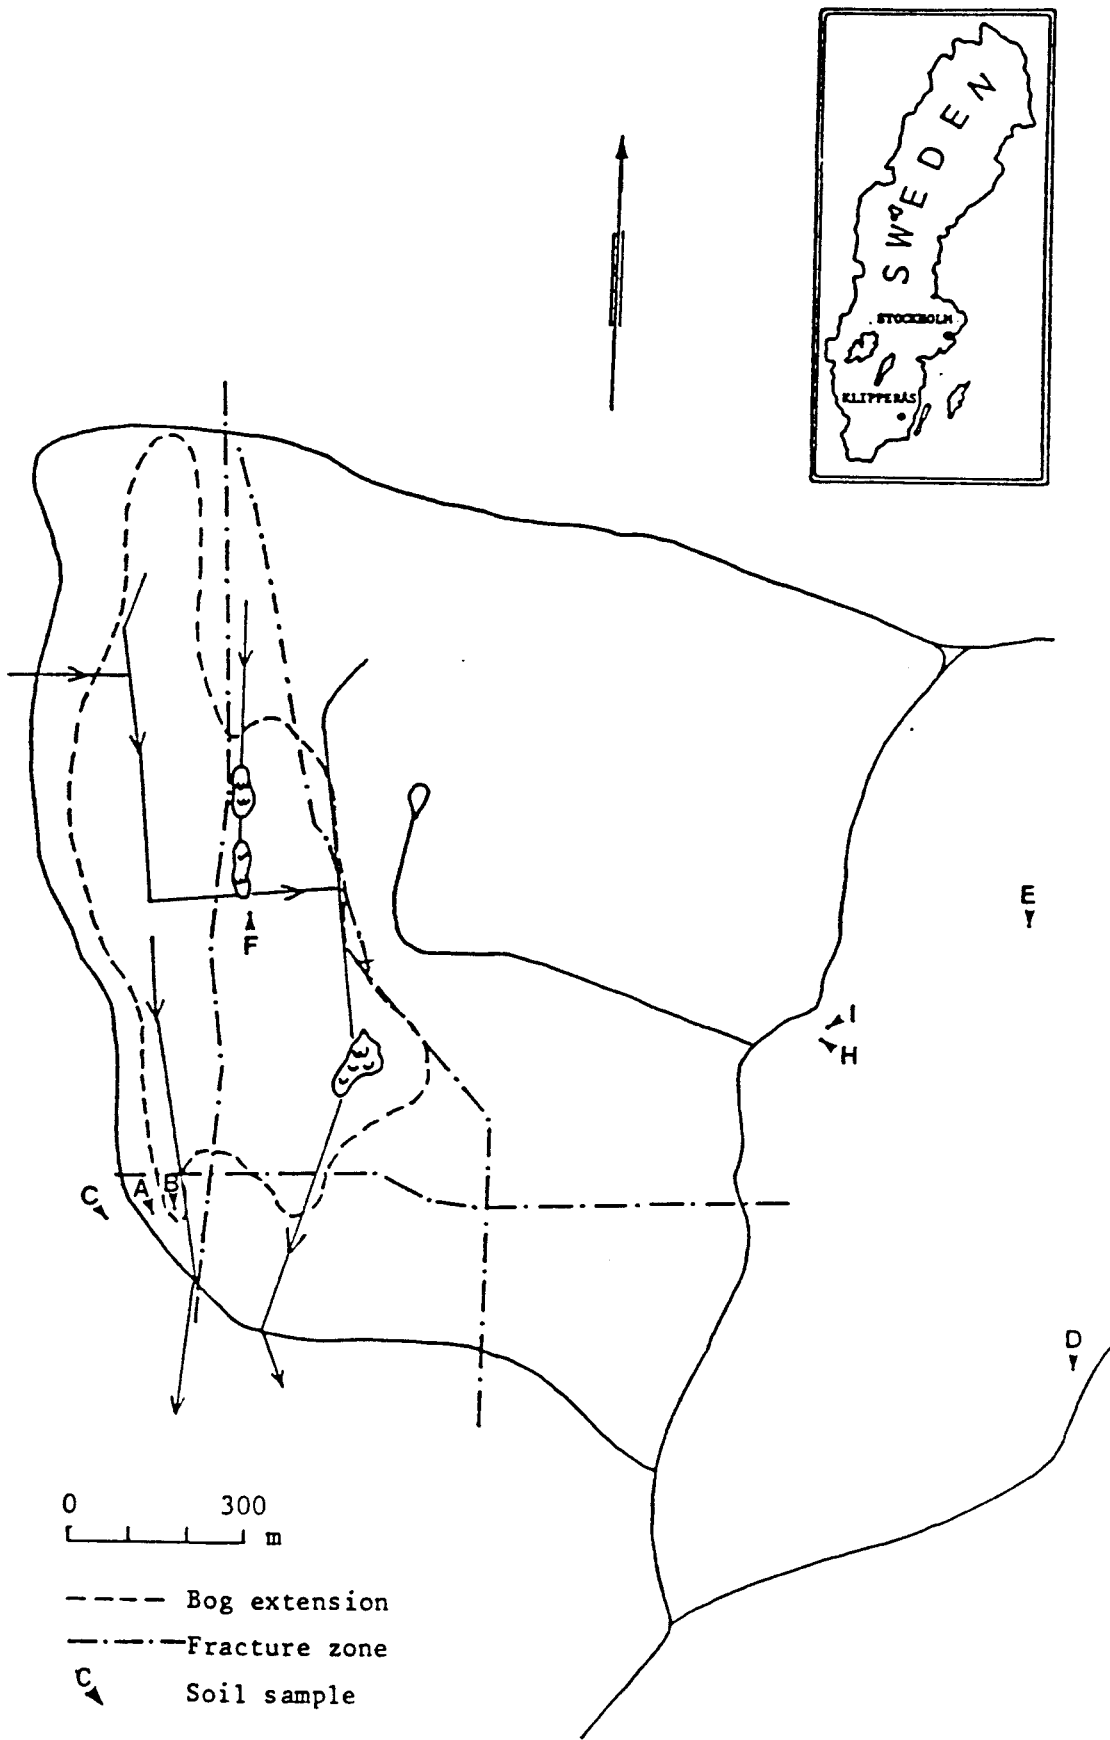 SWEDEN
STOCKHOLM
KLIPPERÅS
E
F
I
H
C
A
B
D
0 300
m
Bog extension
Fracture zone
C
Soil sample